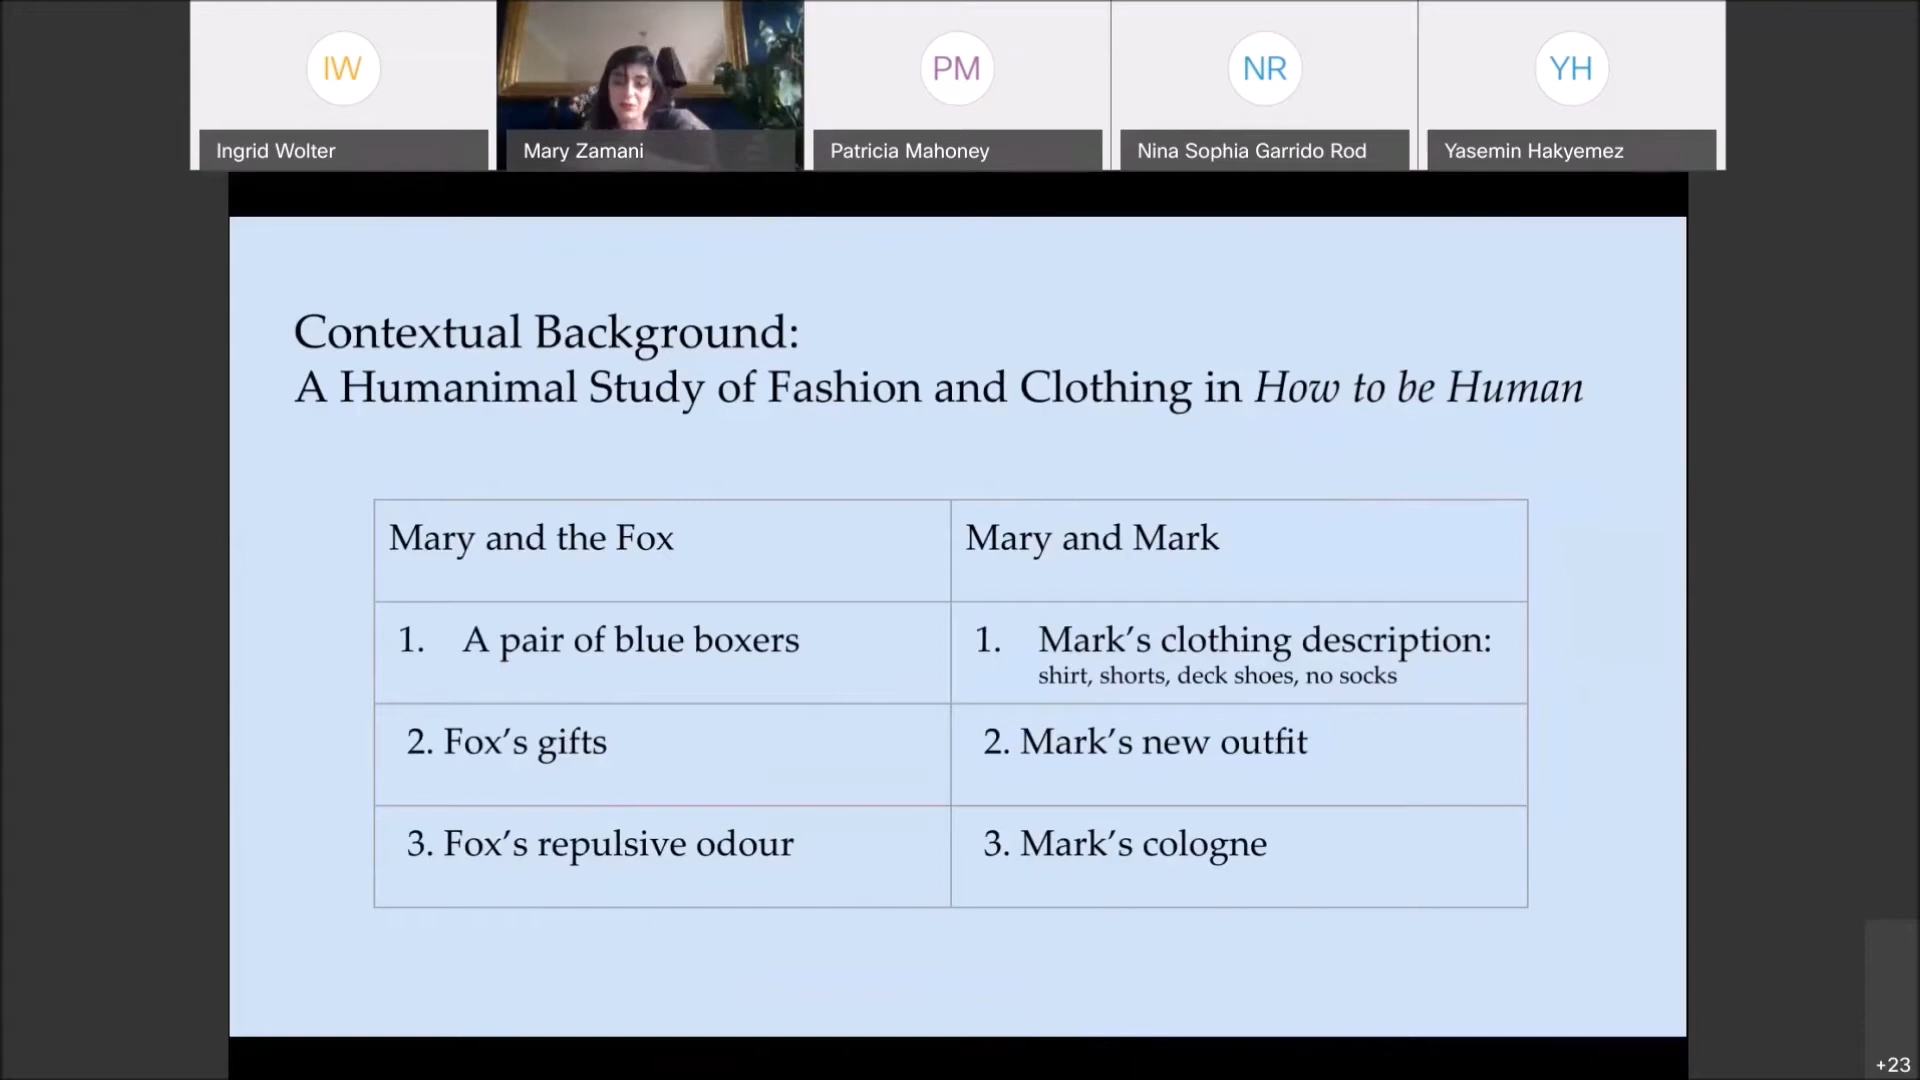 IW
PM
NR
YH
Ingrid Wolter
Mary Zamani
Patricia Mahoney
Nina Sophia Garrido Rod
Yasemin Hakyemez
Contextual Background:
A Humanimal Study of Fashion and Clothing in How to be Human
Mary and the Fox
Mary and Mark
1. A pair of blue boxers
1. Mark’s clothing description:
shirt, shorts, deck shoes, no socks
2. Fox’s gifts
2. Mark’s new outfit
3. Fox’s repulsive odour
3. Mark’s cologne
+23